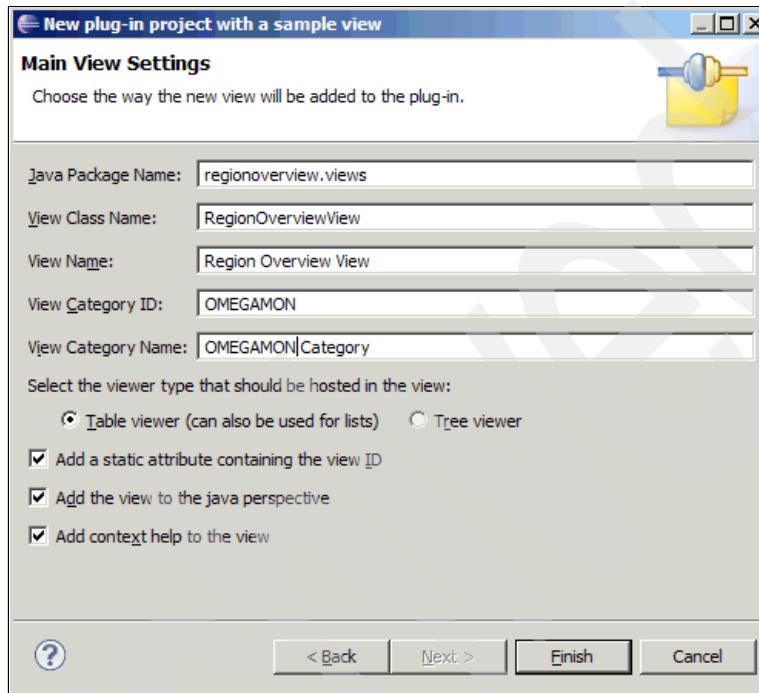 New plug-in project with a sample view
Main View Settings
Choose the way the new view will be added to the plug-in.
Java Package Name: regionoverview.views
View Class Name: RegionOverviewView
View Name: Region Overview View
View Category ID: OMEGAMON
View Category Name: OMEGAMON Category
Select the viewer type that should be hosted in the view:
Table viewer (can also be used for lists) Tree viewer
Add a static attribute containing the view ID
Add the view to the java perspective
Add context help to the view
? < Back Next > Finish Cancel